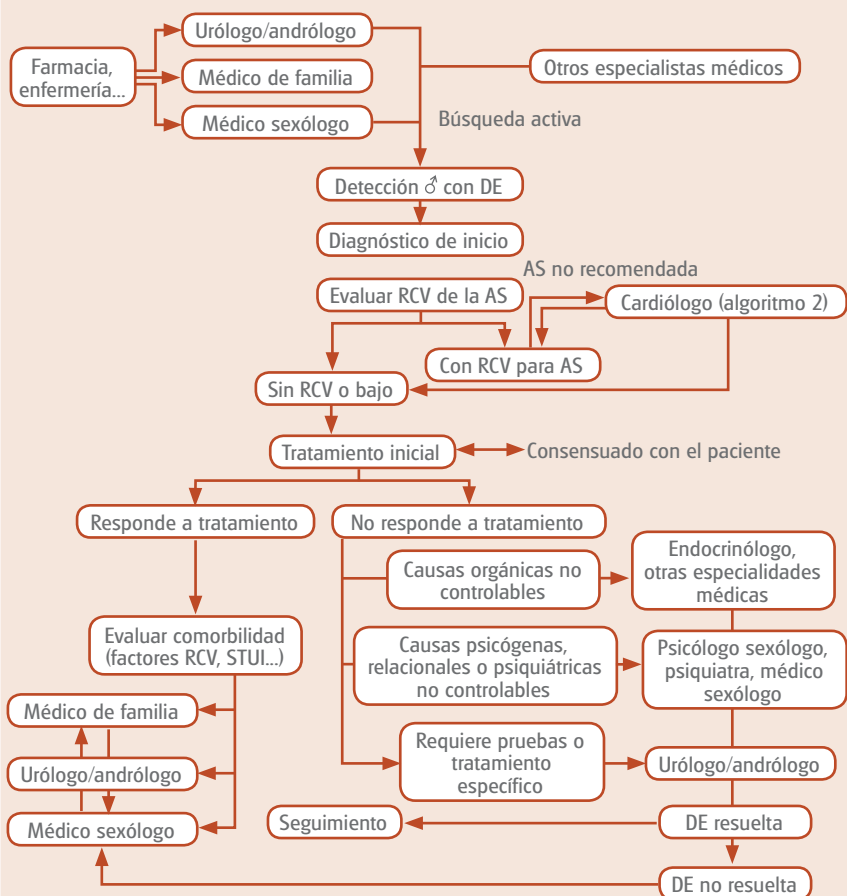 Urólogo/andrólogo
Farmacia,
enfermería...
Médico de familia
Otros especialistas médicos
Médico sexólogo
Búsqueda activa
Detección ♂ con DE
Diagnóstico de inicio
AS no recomendada
Evaluar RCV de la AS
Cardiólogo (algoritmo 2)
Con RCV para AS
Sin RCV o bajo
Tratamiento inicial
Consensuado con el paciente
Responde a tratamiento
No responde a tratamiento
Causas orgánicas no
controlables
Endocrinólogo,
otras especialidades
médicas
Evaluar comorbilidad
(factores RCV, STUI...)
Causas psicógenas,
relacionales o psiquiátricas
no controlables
Psicólogo sexólogo,
psiquiatra, médico
sexólogo
Médico de familia
Urólogo/andrólogo
Médico sexólogo
Requiere pruebas o
tratamiento
específico
Urólogo/andrólogo
Seguimiento
DE resuelta
DE no resuelta